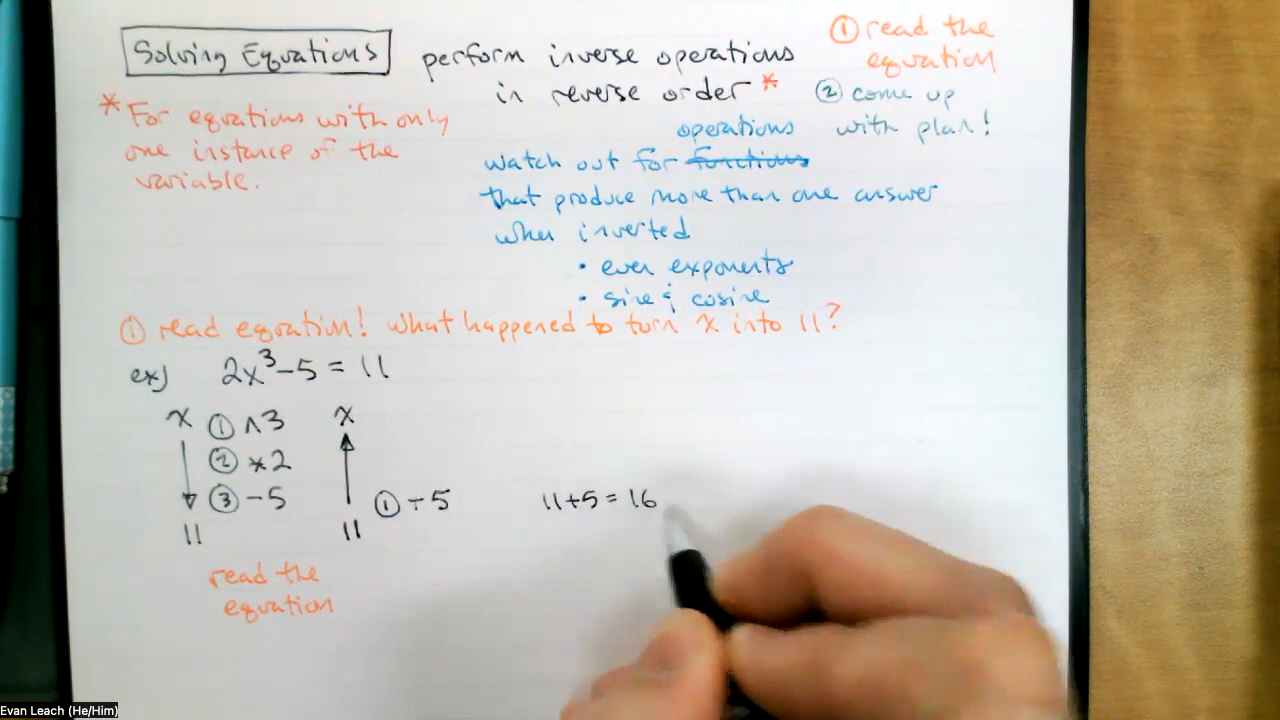 Solving Equations perform inverse operations
in reverse order*
① read the
equation
② come up
with plan!
* For equations with only
one instance of the
variable.
operations
watch out for functions
that produce more than one answer
when inverted
• even exponents
• sine & cosine
① read equation! What happened to turn x into 11?
ex) 2x³-5 = 11
x ① ^3 x
② *2
③ -5 ① +5 11+5 = 16
11 11
read the
equation
Evan Leach (He/Him)